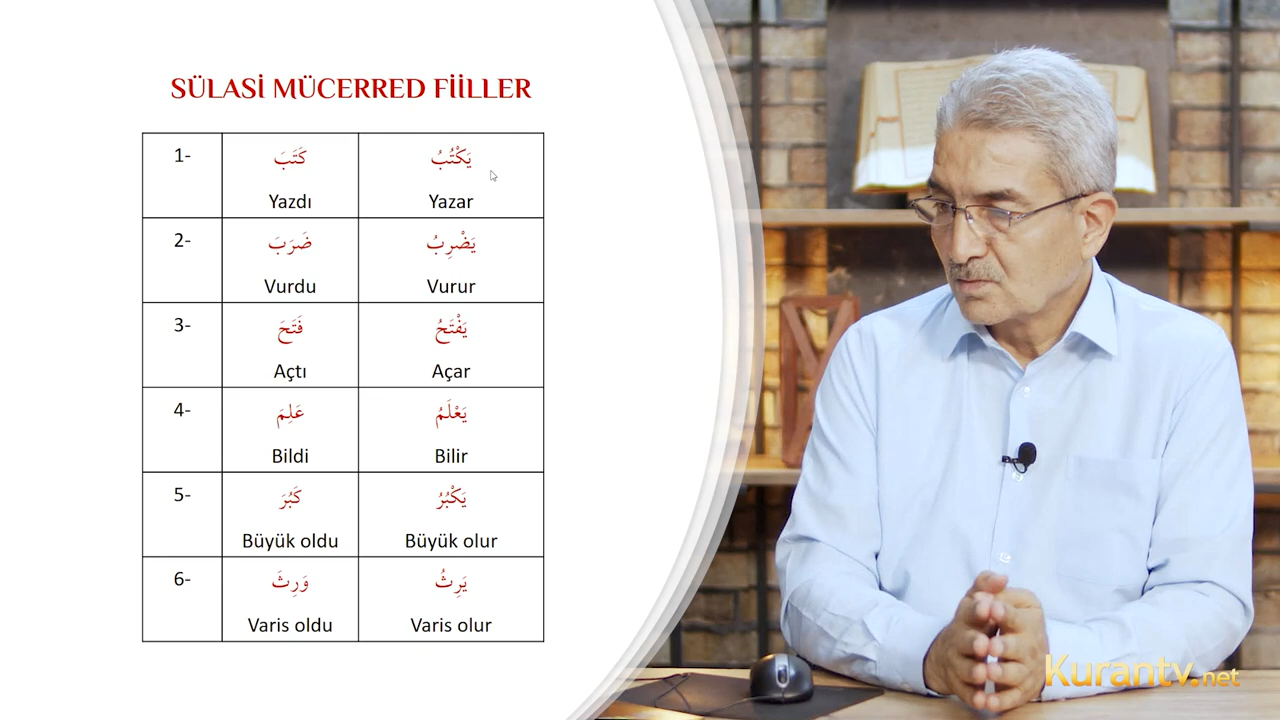 SÜLASİ MÜCERRED FİİLLER
1- كَتَبَ يَكْتُبُ
Yazdı Yazar
2- ضَرَبَ يَضْرِبُ
Vurdu Vurur
3- فَتَحَ يَفْتَحُ
Açtı Açar
4- عَلِمَ يَعْلَمُ
Bildi Bilir
5- كَبُرَ يَكْبُرُ
Büyük oldu Büyük olur
6- وَرِثَ يَرِثُ
Varis oldu Varis olur
Kurantv.net